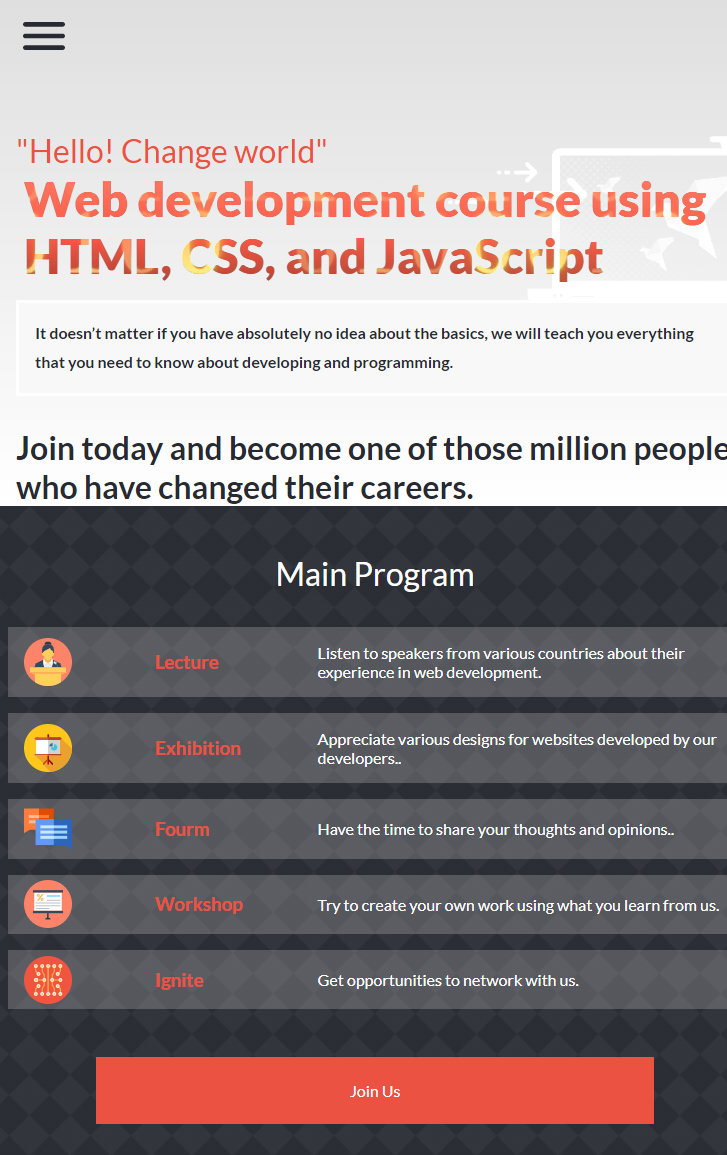 "Hello! Change world"
Web development course using
HTML, CSS, and JavaScript
It doesn’t matter if you have absolutely no idea about the basics, we will teach you everything
that you need to know about developing and programming.
Join today and become one of those million people
who have changed their careers.
Main Program
Lecture
Listen to speakers from various countries about their
experience in web development.
Exhibition
Appreciate various designs for websites developed by our
developers..
Fourm
Have the time to share your thoughts and opinions..
Workshop
Try to create your own work using what you learn from us.
Ignite
Get opportunities to network with us.
Join Us